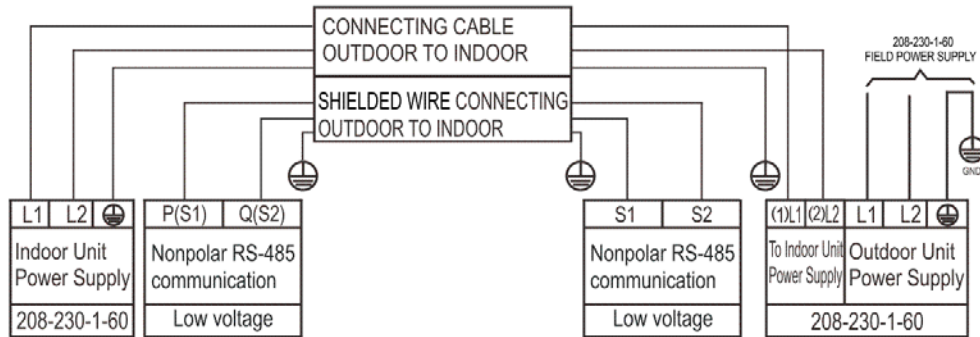 CONNECTING CABLE
OUTDOOR TO INDOOR
SHIELDED WIRE CONNECTING
OUTDOOR TO INDOOR
208-230-1-60
FIELD POWER SUPPLY
GND
L1 L2
Indoor Unit
Power Supply
208-230-1-60
P(S1) Q(S2)
Nonpolar RS-485
communication
Low voltage
S1 S2
Nonpolar RS-485
communication
Low voltage
(1)L1 (2)L2 L1 L2
To Indoor Unit
Power Supply
Outdoor Unit
Power Supply
208-230-1-60